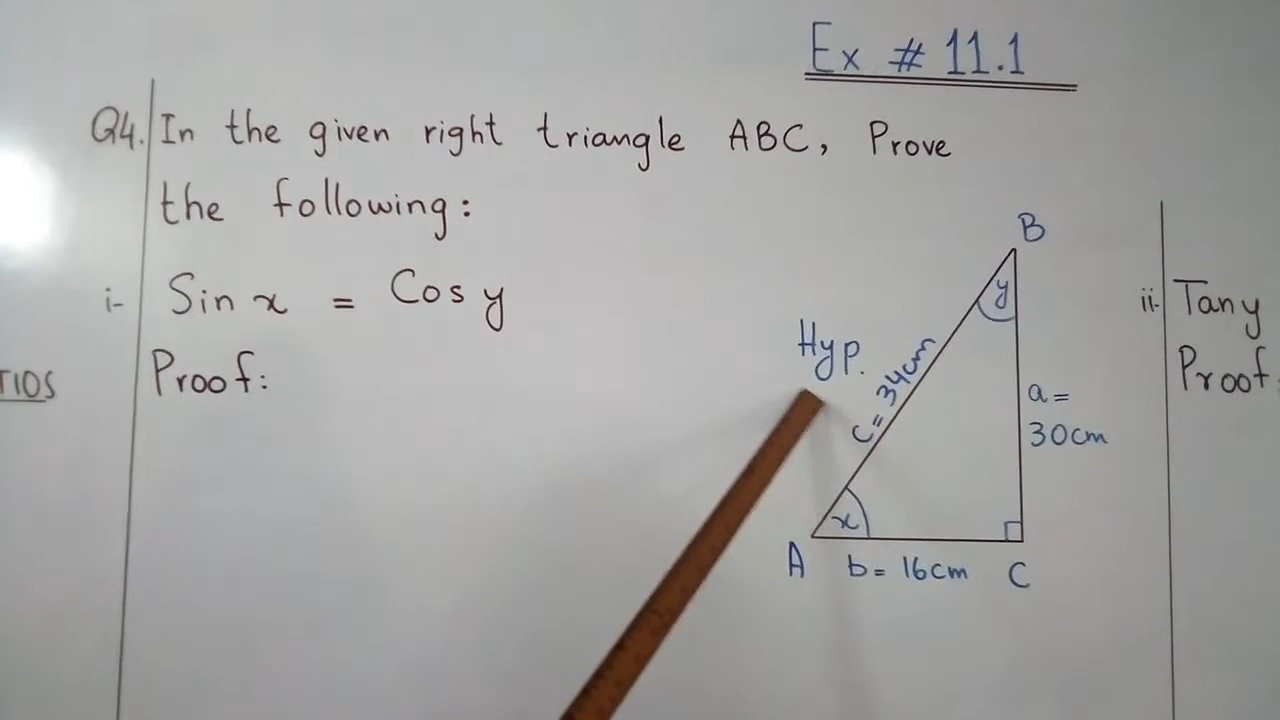 Ex # 11.1
Q4. In the given right triangle ABC, Prove
the following:
i- Sin x = Cos y
Proof:
TIOS
B
y
Hyp.
c = 34cm
a =
30cm
x
A
b = 16cm
C
ii- Tan y
Proof: